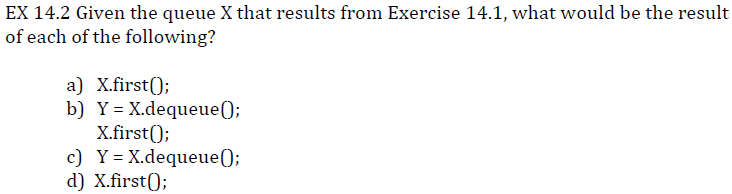 EX 14.2 Given the queue X that results from Exercise 14.1, what would be the result
of each of the following?
a) X.first();
b) Y = X.dequeue();
X.first();
c) Y = X.dequeue();
d) X.first();